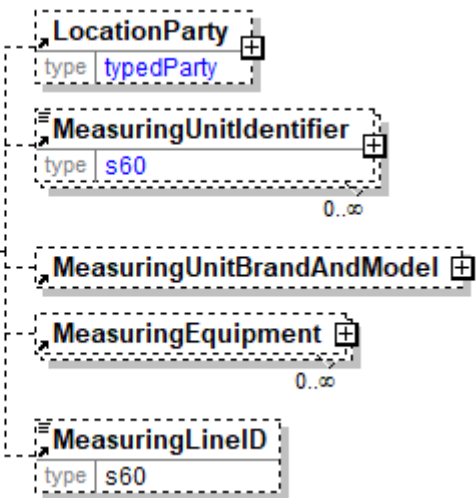 LocationParty
type typedParty
MeasuringUnitIdentifier
type s60
0..∞
MeasuringUnitBrandAndModel
MeasuringEquipment
0..∞
MeasuringLineID
type s60